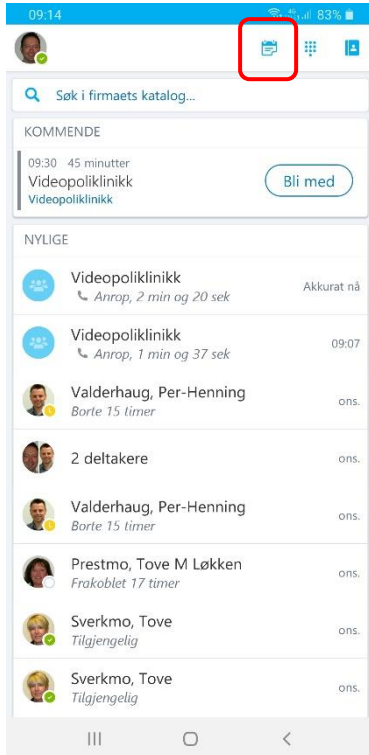 09:14 4G 83%
Søk i firmaets katalog...
KOMMENDE
09:30 45 minutter
Videopoliklinikk
Videopoliklinikk
Bli med
NYLIGE
Videopoliklinikk
Anrop, 2 min og 20 sek
Akkurat nå
Videopoliklinikk
Anrop, 1 min og 37 sek
09:07
Valderhaug, Per-Henning
Borte 15 timer
ons.
2 deltakere
ons.
Valderhaug, Per-Henning
Borte 15 timer
ons.
Prestmo, Tove M Løkken
Frakoblet 17 timer
ons.
Sverkmo, Tove
Tilgjengelig
ons.
Sverkmo, Tove
Tilgjengelig
ons.